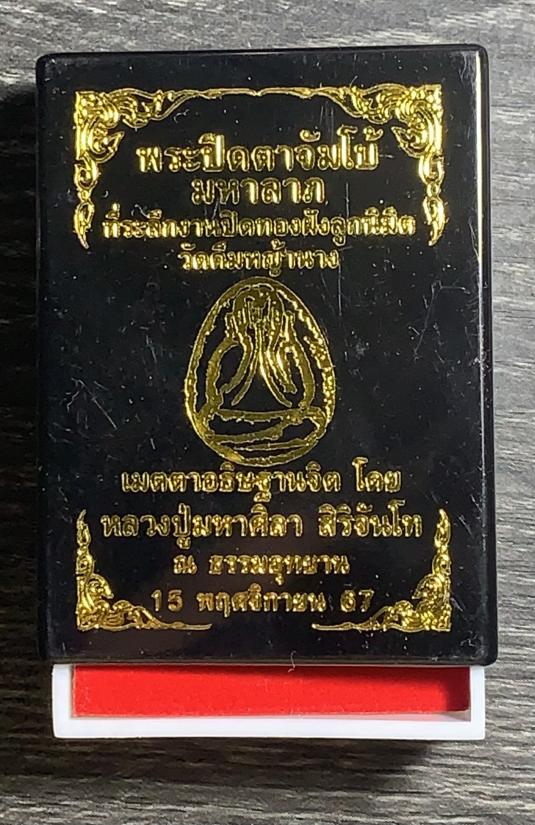 พระปิดตาจัมโบ้
มหาลาภ
ที่ระลึกงานปิดทองฝังลูกนิมิต
วัดดีมหญ้านาง
เมตตาอธิษฐานจิต โดย
หลวงปู่มหาศิลา สิริจันโท
ณ ธรรมอุทยาน
15 พฤศจิกายน 67